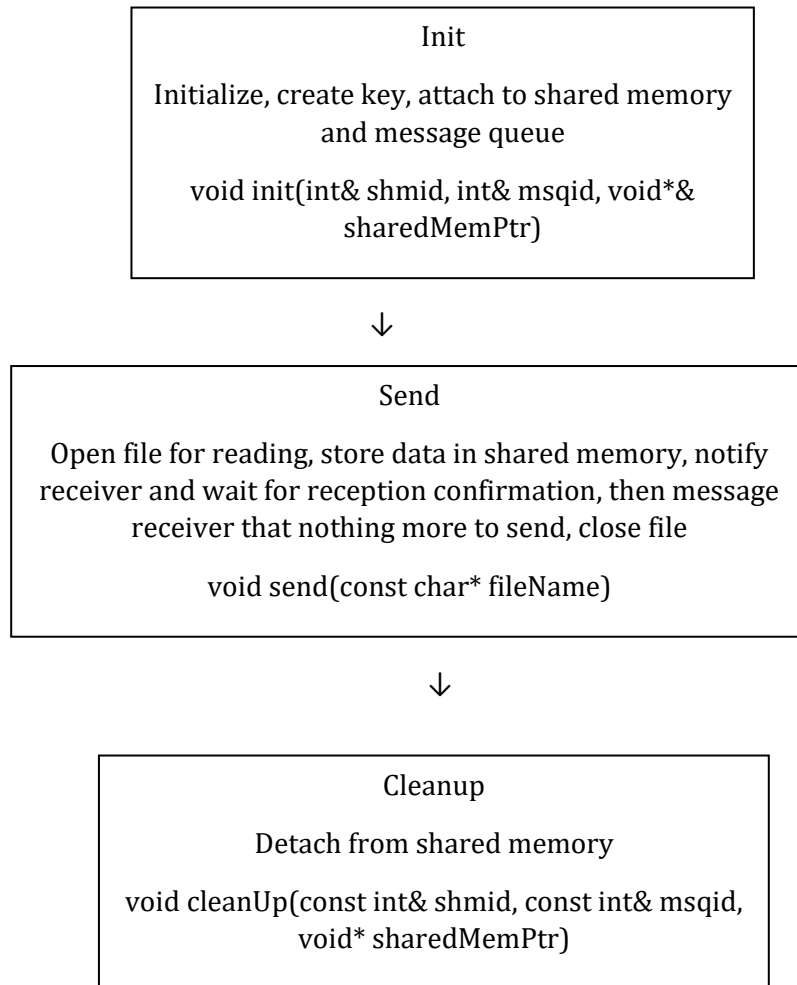 Init
Initialize, create key, attach to shared memory
and message queue
void init(int& shmid, int& msqid, void*&
sharedMemPtr)
↓
Send
Open file for reading, store data in shared memory, notify
receiver and wait for reception confirmation, then message
receiver that nothing more to send, close file
void send(const char* fileName)
↓
Cleanup
Detach from shared memory
void cleanUp(const int& shmid, const int& msqid,
void* sharedMemPtr)